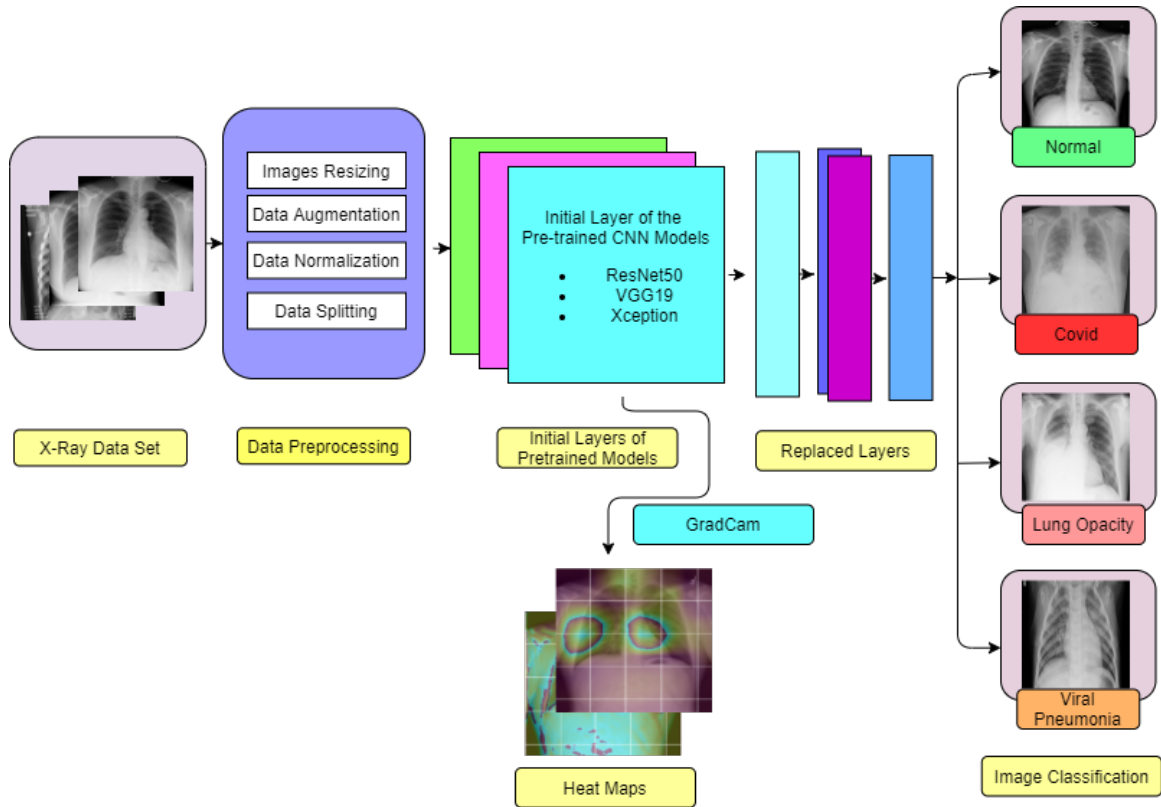 Images Resizing
Data Augmentation
Data Normalization
Data Splitting
Initial Layer of the
Pre-trained CNN Models
• ResNet50
• VGG19
• Xception
Normal
Covid
Lung Opacity
Viral
Pneumonia
X-Ray Data Set
Data Preprocessing
Initial Layers of
Pretrained Models
Replaced Layers
GradCam
Heat Maps
Image Classification